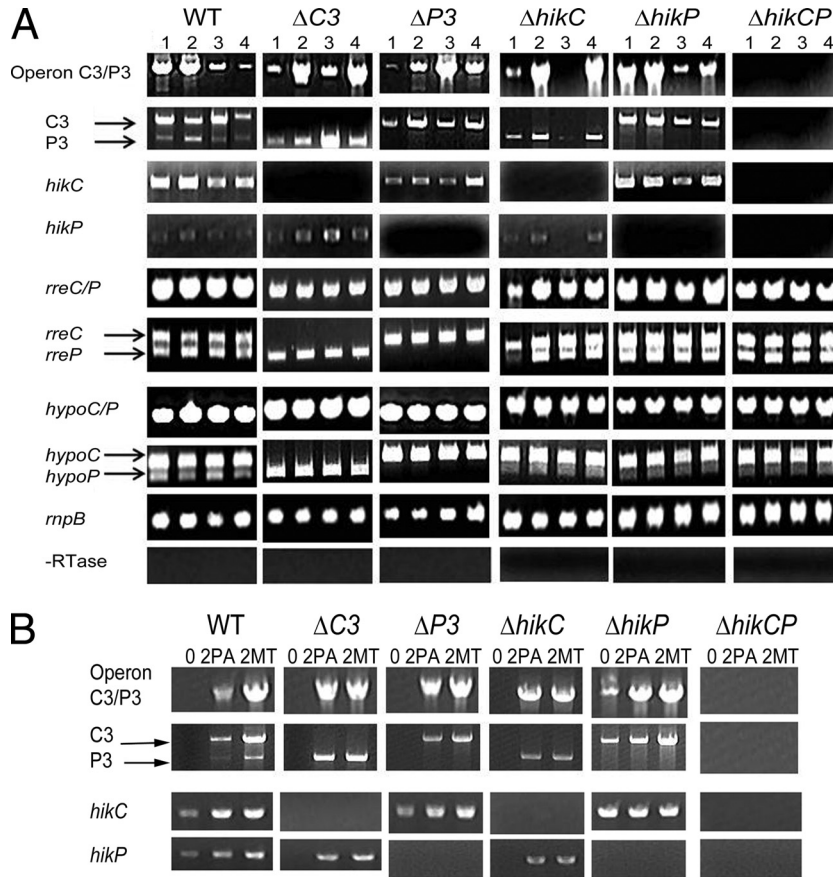 A
WT ΔC3 ΔP3 ΔhikC ΔhikP ΔhikCP
1 2 3 4 1 2 3 4 1 2 3 4 1 2 3 4 1 2 3 4 1 2 3 4
Operon C3/P3
C3
P3
hikC
hikP
rreC/P
rreC
rreP
hypoC/P
hypoC
hypoP
rnpB
-RTase
B
WT ΔC3 ΔP3 ΔhikC ΔhikP ΔhikCP
0 2PA 2MT 0 2PA 2MT 0 2PA 2MT 0 2PA 2MT 0 2PA 2MT 0 2PA 2MT
Operon
C3/P3
C3
P3
hikC
hikP